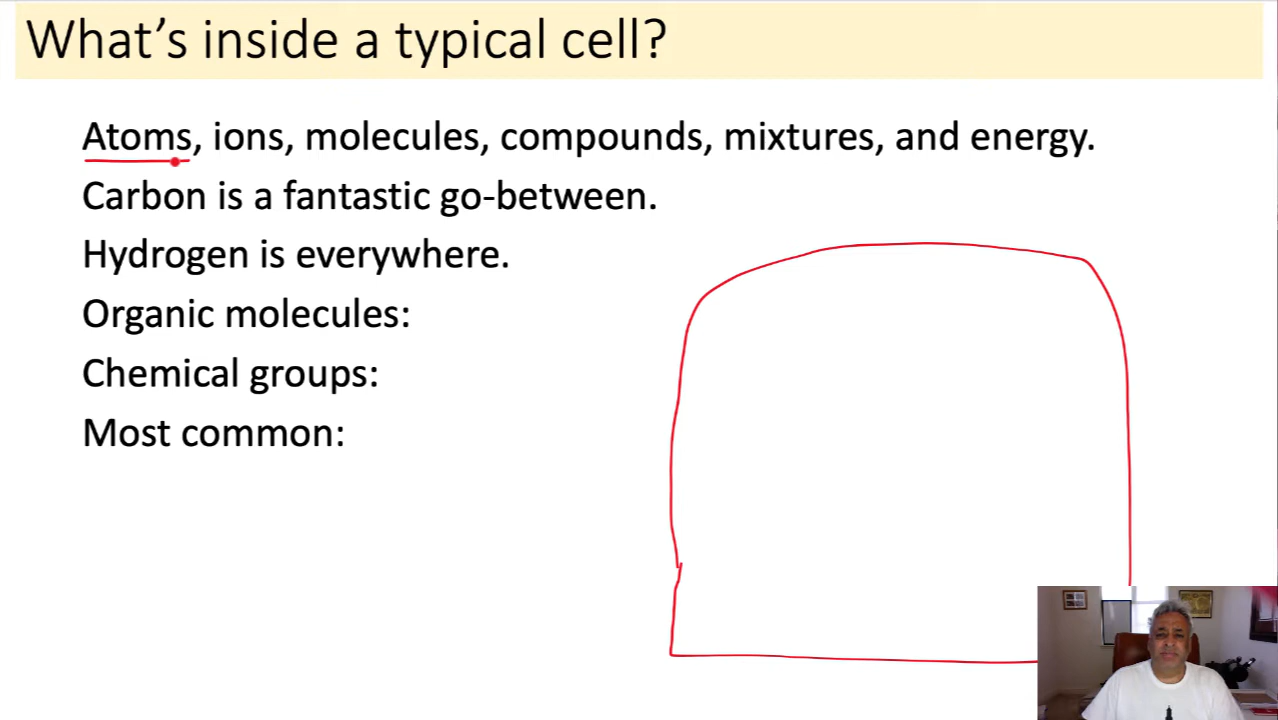 What’s inside a typical cell?
Atoms, ions, molecules, compounds, mixtures, and energy.
Carbon is a fantastic go-between.
Hydrogen is everywhere.
Organic molecules:
Chemical groups:
Most common: